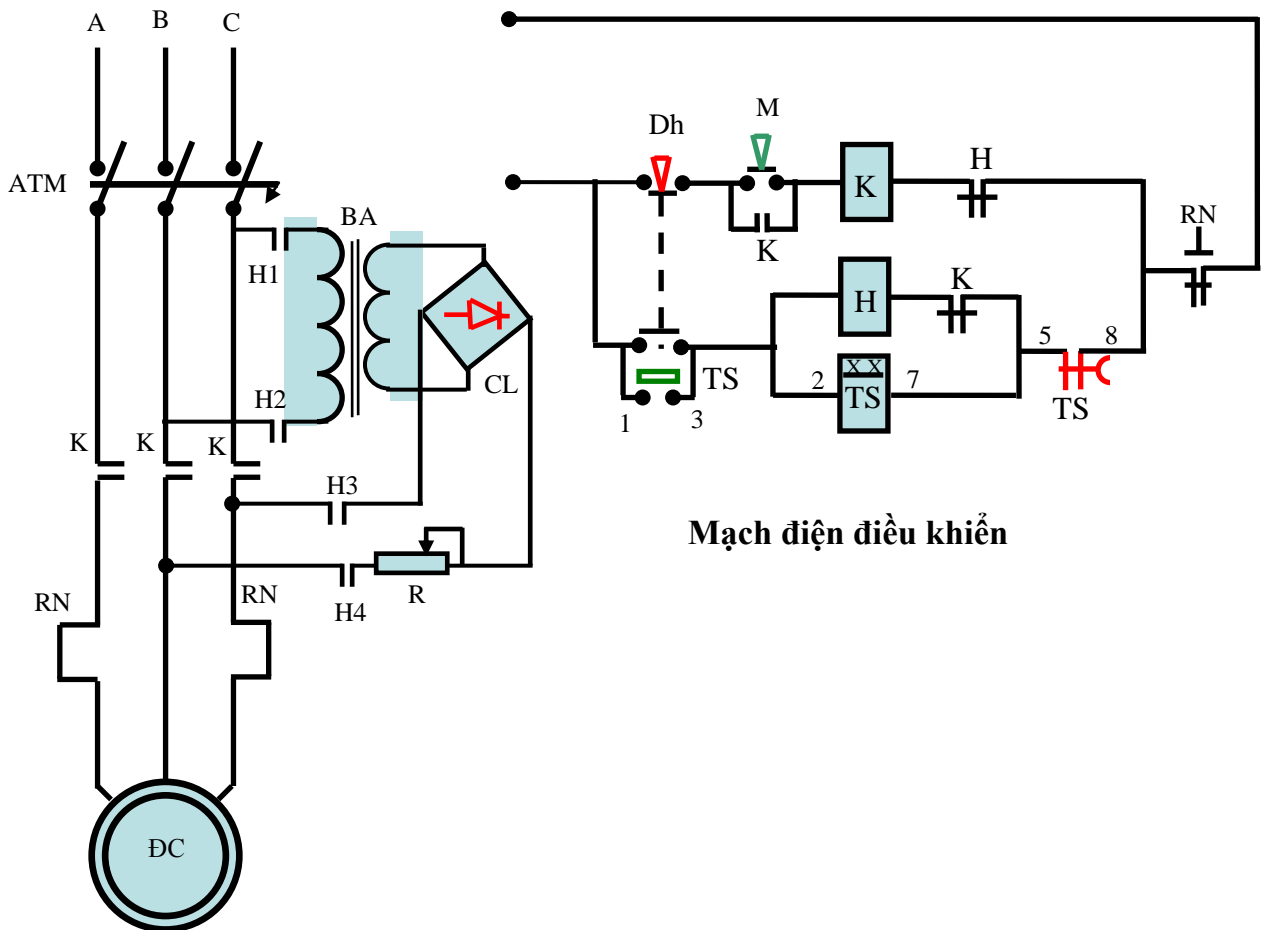 A B C
ATM
H1
BA
H2
CL
K K K
H3
H4
R
RN RN
ĐC
Dh M
K
H
K
RN
H
K
TS
1 3
2 X X 7
TS
5 8
TS
Mạch điện điều khiển